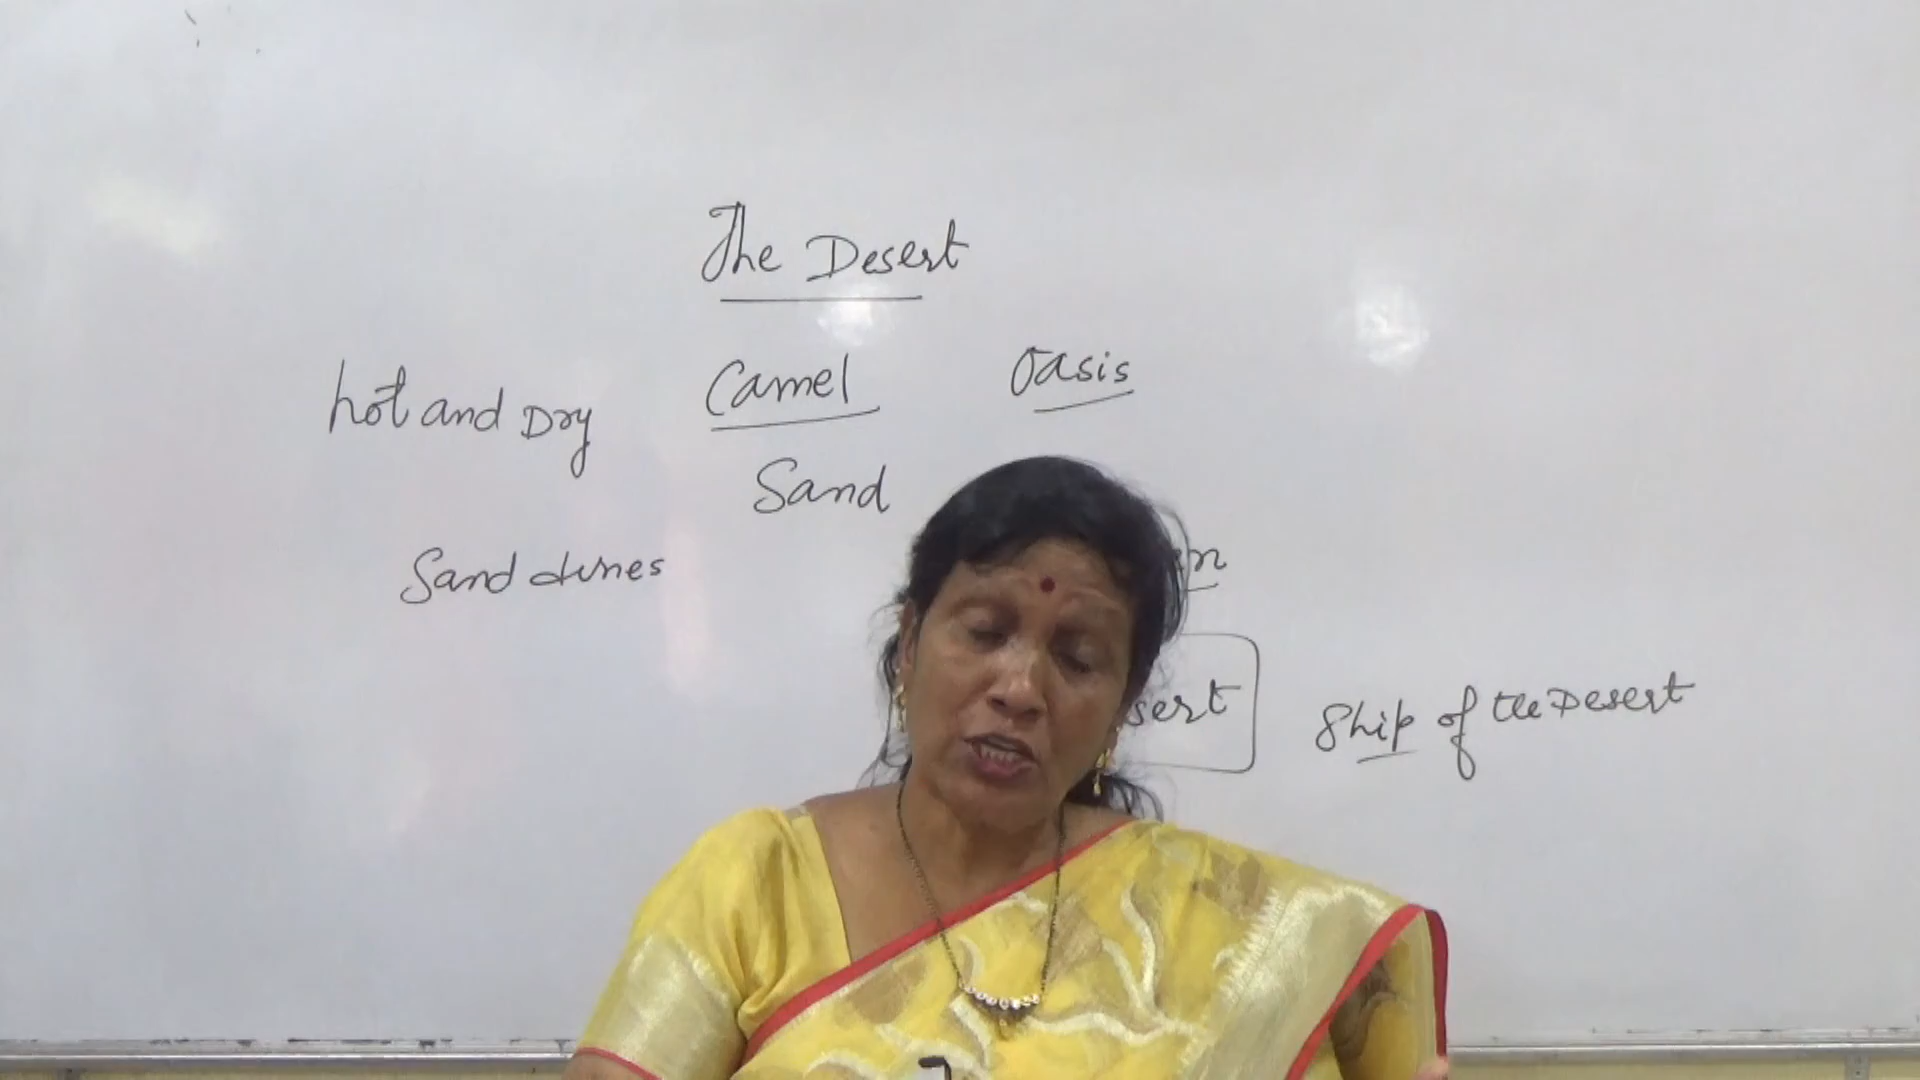 The Desert
hot and Dry Camel Oasis
Sand
Sand dunes
Ship of the Desert